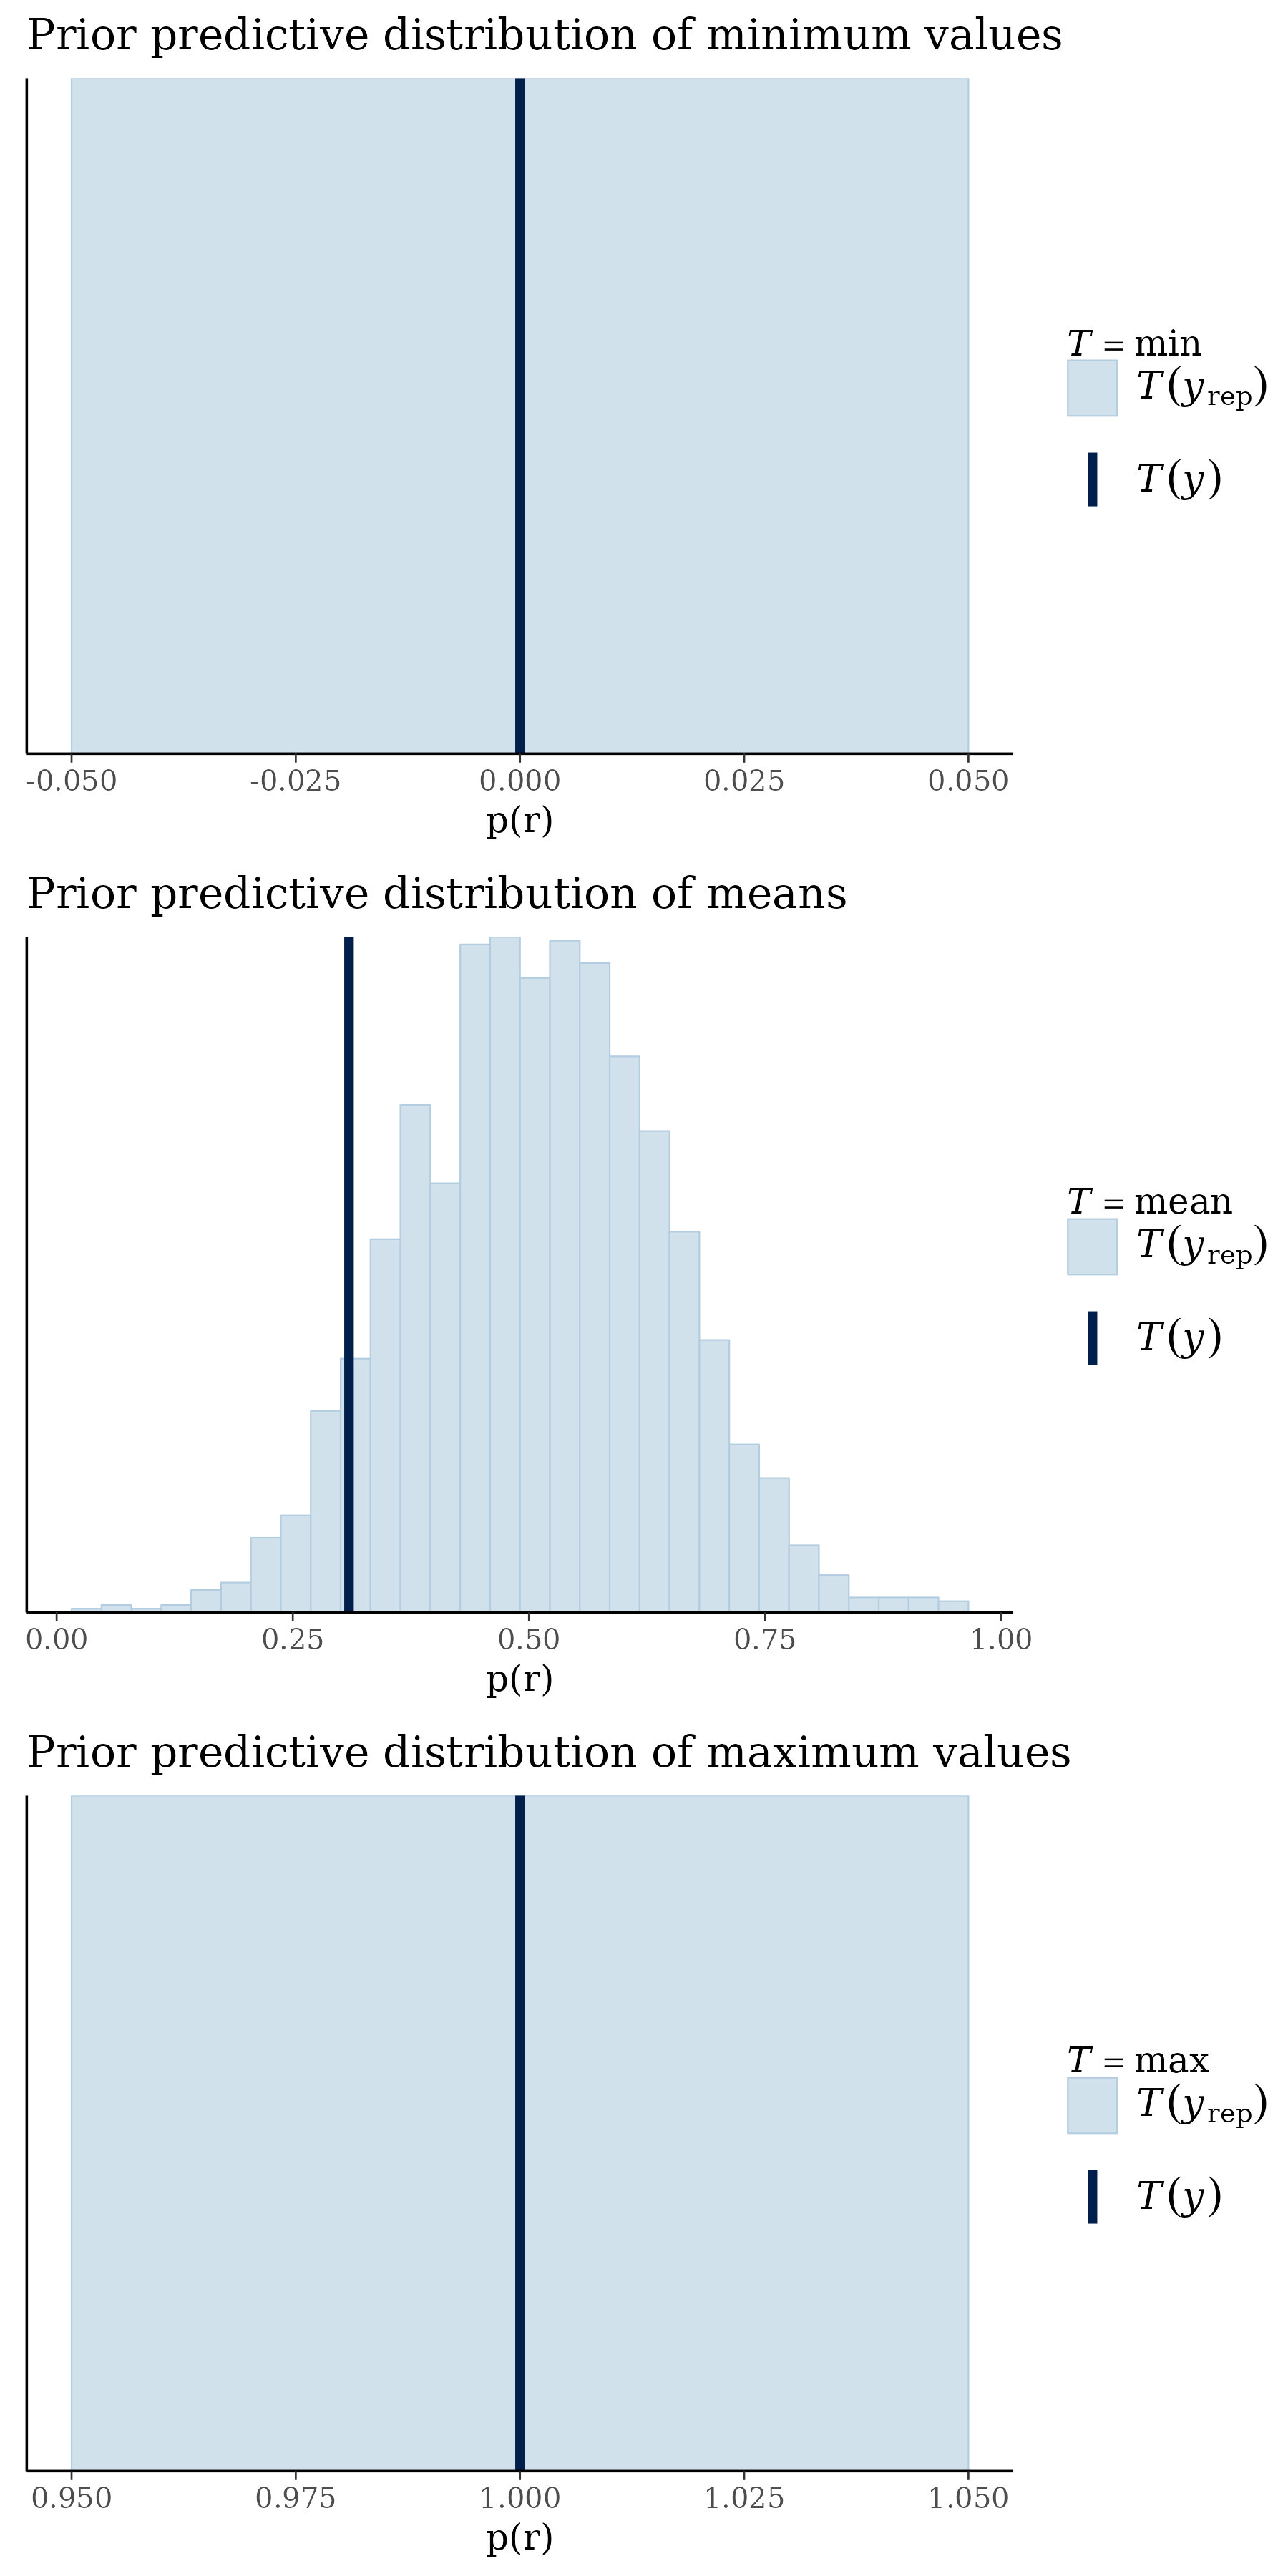 Prior predictive distribution of minimum values
T = min
T(y_rep)
T(y)
-0.050 -0.025 0.000 0.025 0.050
p(r)
Prior predictive distribution of means
T = mean
T(y_rep)
T(y)
0.00 0.25 0.50 0.75 1.00
p(r)
Prior predictive distribution of maximum values
T = max
T(y_rep)
T(y)
0.950 0.975 1.000 1.025 1.050
p(r)